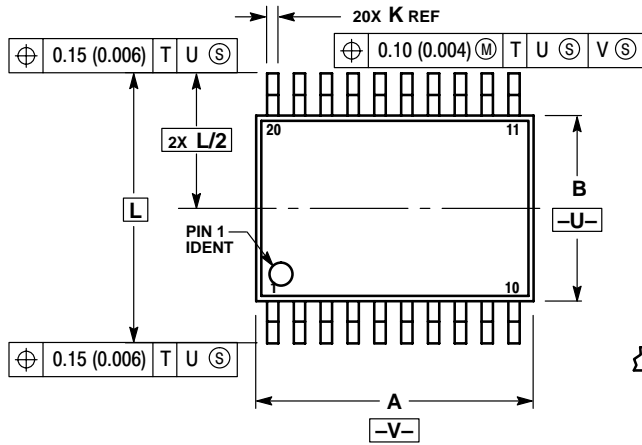 20X K REF
⌖ 0.15 (0.006) T U Ⓢ
⌖ 0.10 (0.004) Ⓜ T U Ⓢ V Ⓢ
2X L/2
20
11
L
B
–U–
PIN 1
IDENT
1
10
⌖ 0.15 (0.006) T U Ⓢ
A
–V–